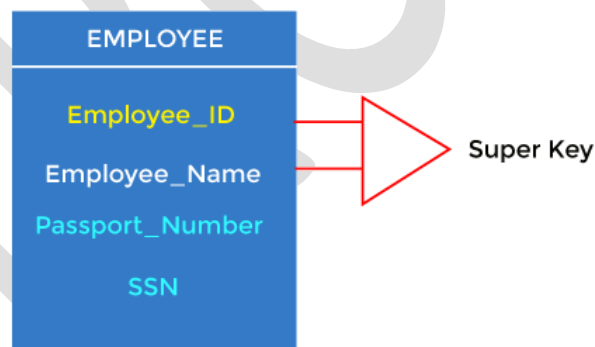 EMPLOYEE
Employee_ID
Employee_Name
Super Key
Passport_Number
SSN